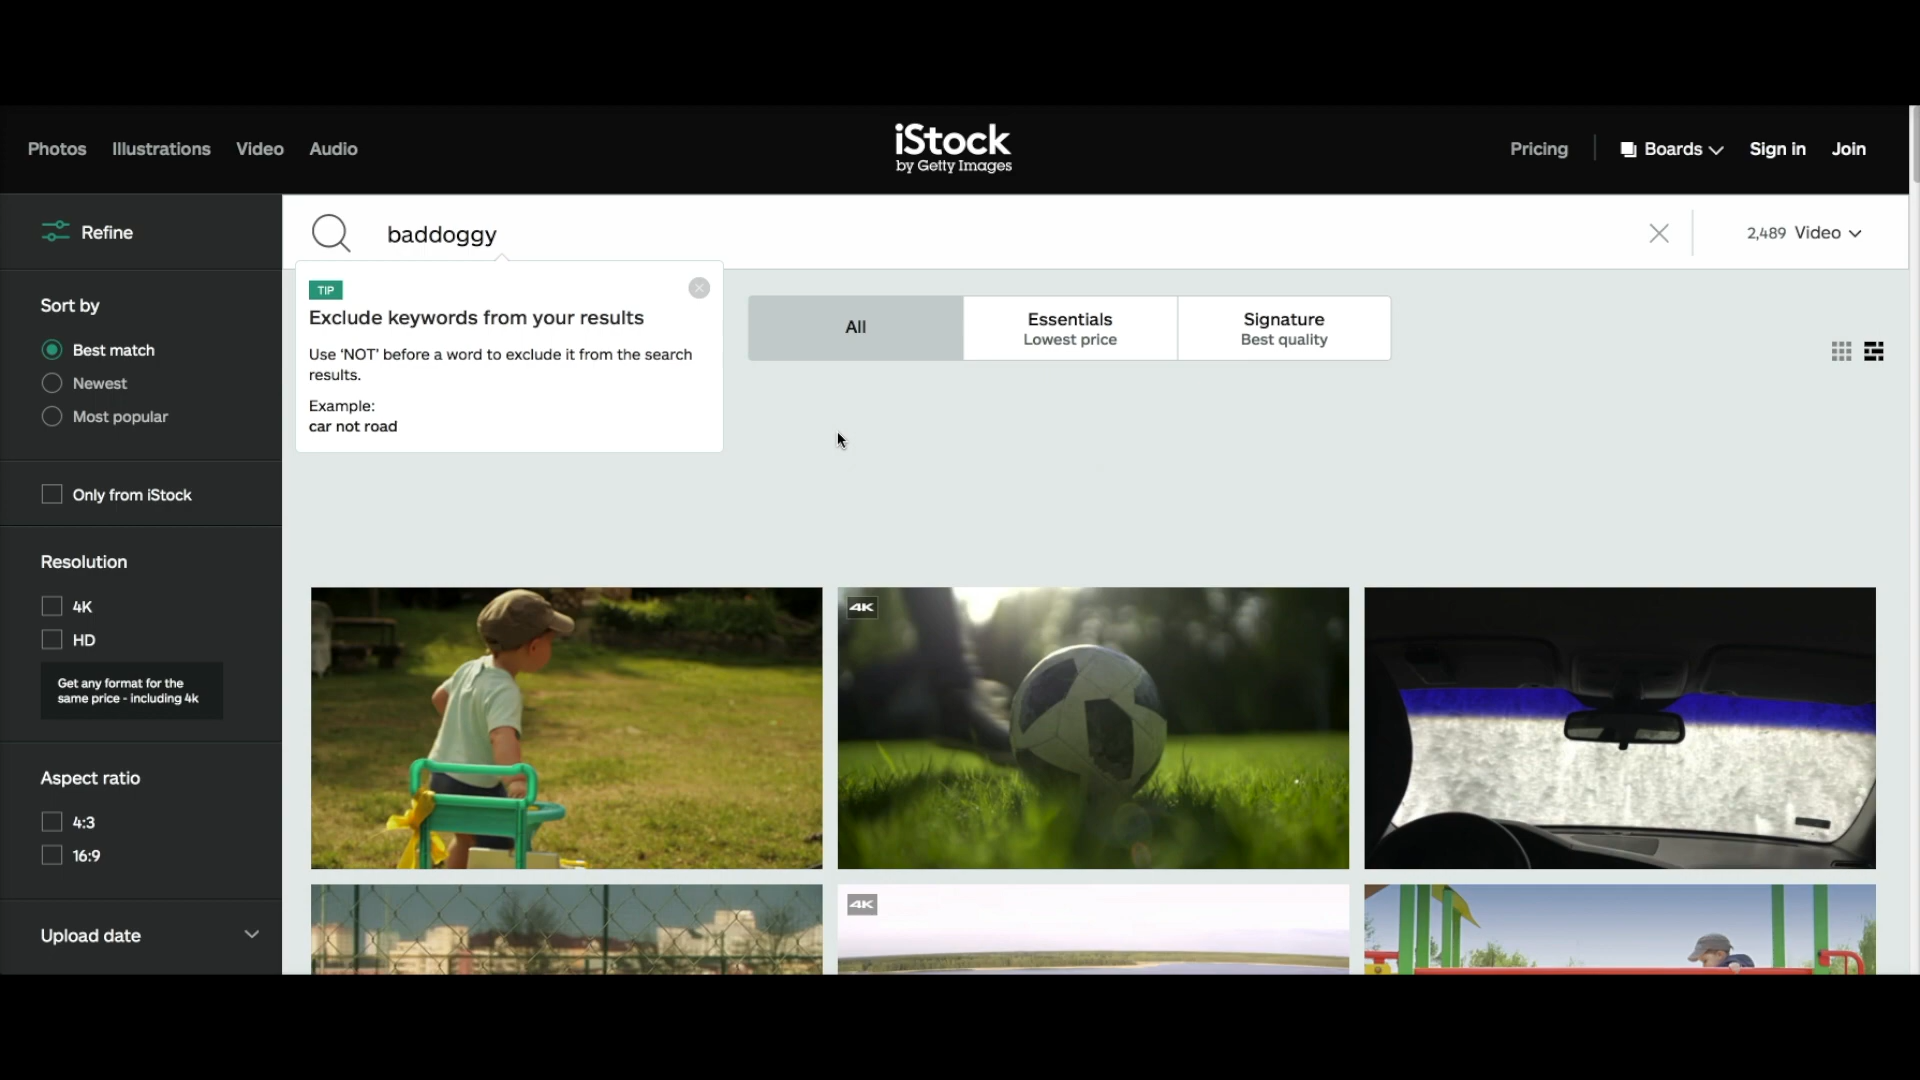 Photos Illustrations Video Audio
iStock
by Getty Images
Pricing Boards Sign in Join
Refine
baddoggy
2,489 Video
Sort by
Best match
Newest
Most popular
Only from iStock
Resolution
4K
HD
Get any format for the
same price - including 4k
Aspect ratio
4:3
16:9
Upload date
TIP
Exclude keywords from your results
Use 'NOT' before a word to exclude it from the search
results.
Example:
car not road
All
Essentials
Lowest price
Signature
Best quality
4K
4K